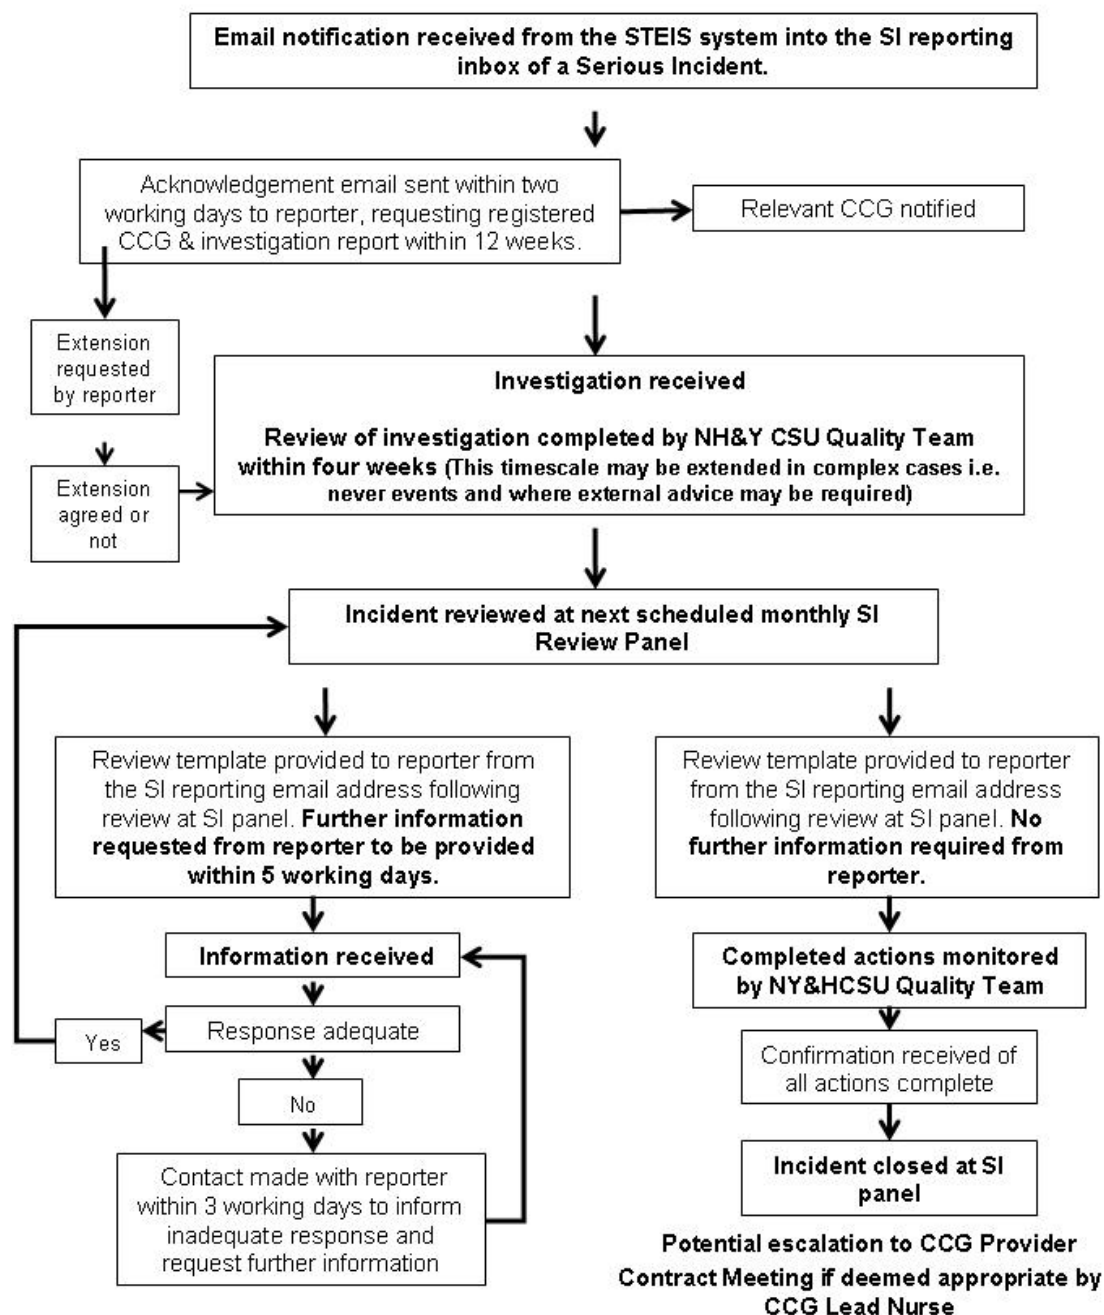 Email notification received from the STEIS system into the SI reporting
inbox of a Serious Incident.
Acknowledgement email sent within two
working days to reporter, requesting registered
CCG & investigation report within 12 weeks.
Relevant CCG notified
Extension
requested
by reporter
Extension
agreed or
not
Investigation received
Review of investigation completed by NH&Y CSU Quality Team
within four weeks (This timescale may be extended in complex cases i.e.
never events and where external advice may be required)
Incident reviewed at next scheduled monthly SI
Review Panel
Review template provided to reporter from
the SI reporting email address following
review at SI panel. Further information
requested from reporter to be provided
within 5 working days.
Information received
Response adequate
Yes
No
Contact made with reporter
within 3 working days to inform
inadequate response and
request further information
Review template provided to reporter
from the SI reporting email address
following review at SI panel. No
further information required from
reporter.
Completed actions monitored
by NY&HCSU Quality Team
Confirmation received of
all actions complete
Incident closed at SI
panel
Potential escalation to CCG Provider
Contract Meeting if deemed appropriate by
CCG Lead Nurse